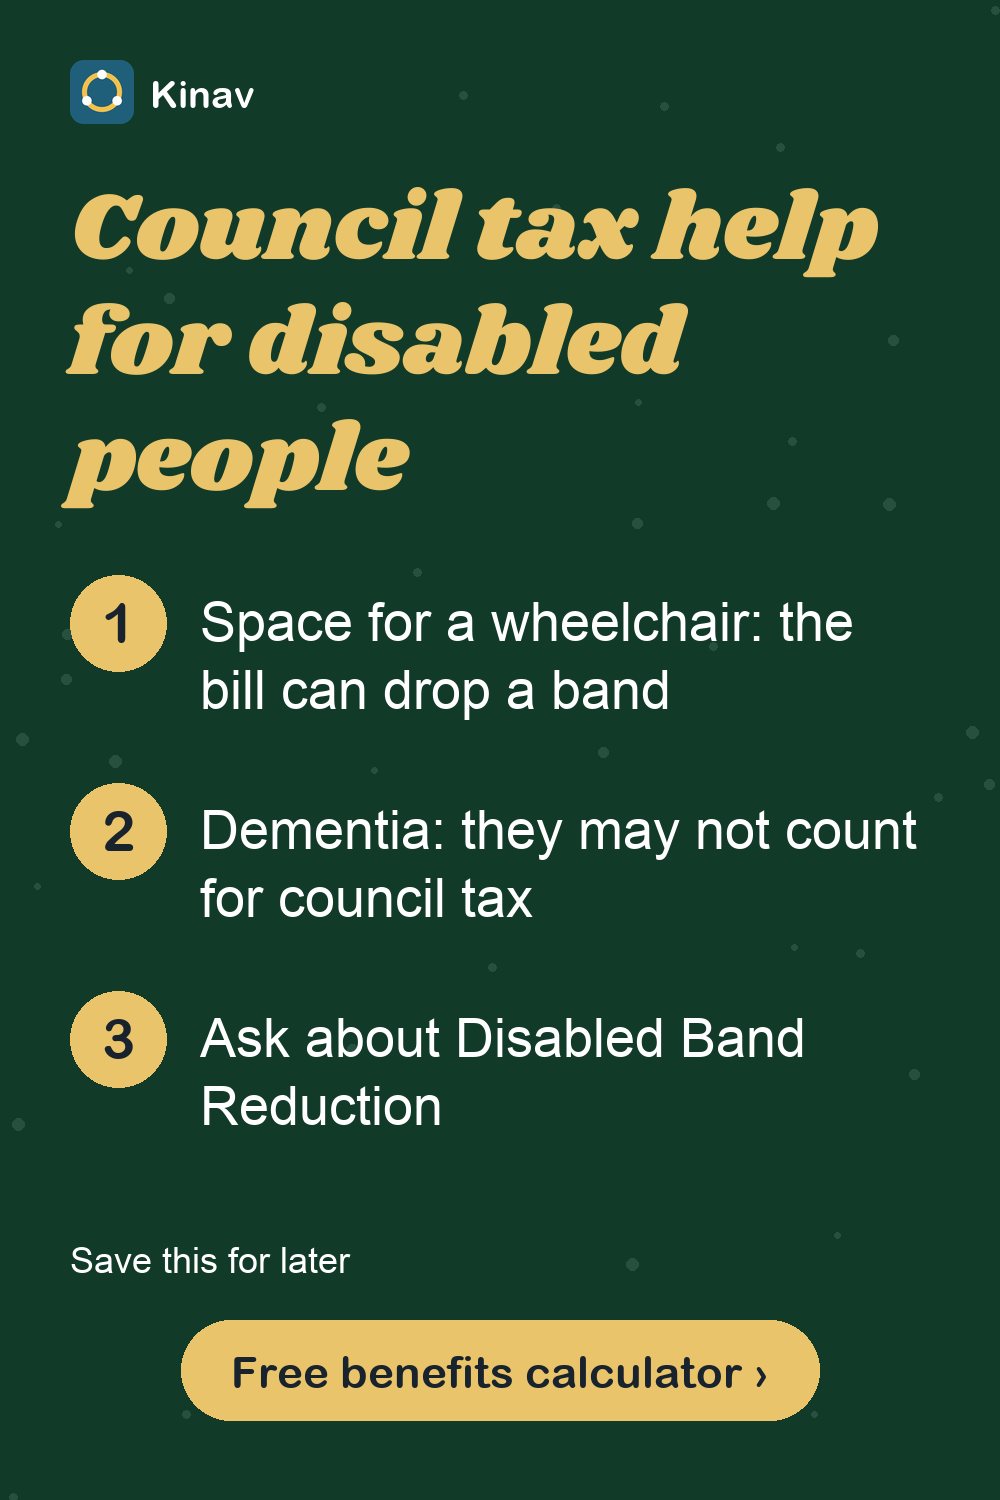 Kinav
Council tax help
for disabled
people
1
Space for a wheelchair: the
bill can drop a band
2
Dementia: they may not count
for council tax
3
Ask about Disabled Band
Reduction
Save this for later
Free benefits calculator ›